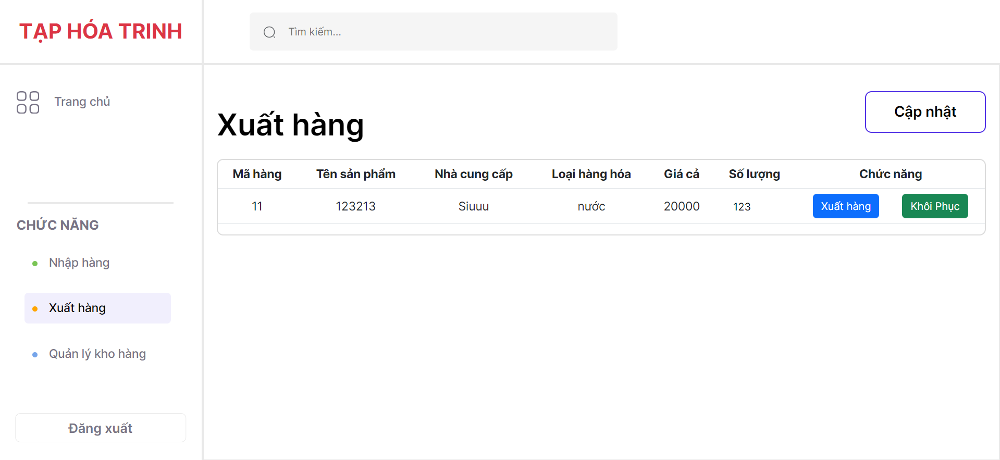 TẠP HÓA TRINH
Tìm kiếm...
Trang chủ
CHỨC NĂNG
Nhập hàng
Xuất hàng
Quản lý kho hàng
Đăng xuất
Xuất hàng
Cập nhật
Mã hàng Tên sản phẩm Nhà cung cấp Loại hàng hóa Giá cả Số lượng Chức năng
11 123213 Siuuu nước 20000 123 Xuất hàng Khôi Phục